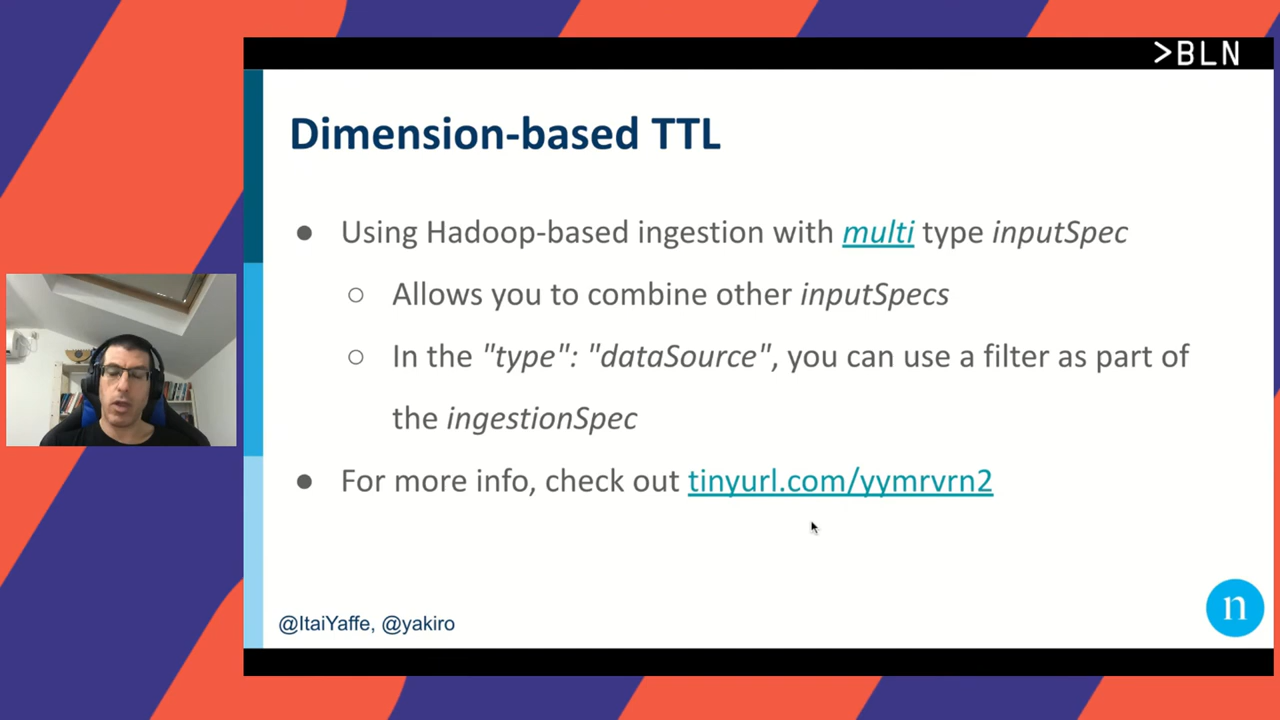 >BLN
Dimension-based TTL
● Using Hadoop-based ingestion with multi type inputSpec
○ Allows you to combine other inputSpecs
○ In the "type": "dataSource", you can use a filter as part of
the ingestionSpec
● For more info, check out tinyurl.com/yymrvrn2
@ItaiYaffe, @yakiro
n